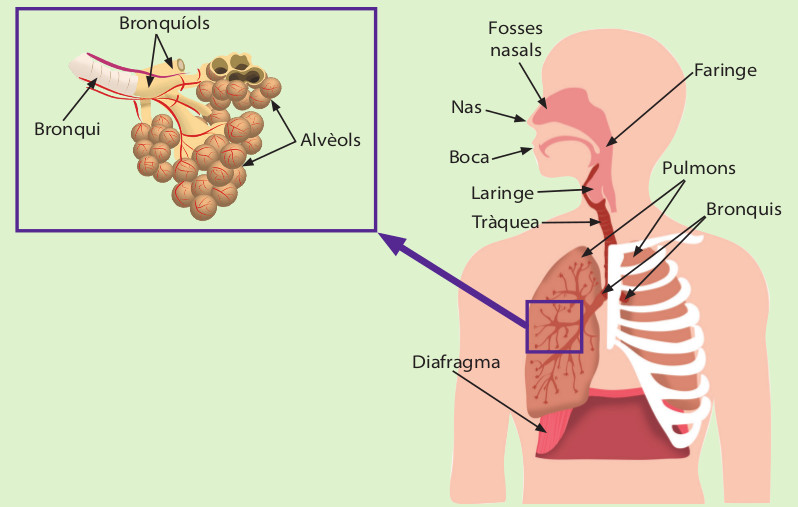 Bronquíols
Bronqui
Alvèols
Fosses
nasals
Faringe
Nas
Boca
Pulmons
Laringe
Bronquis
Tràquea
Diafragma